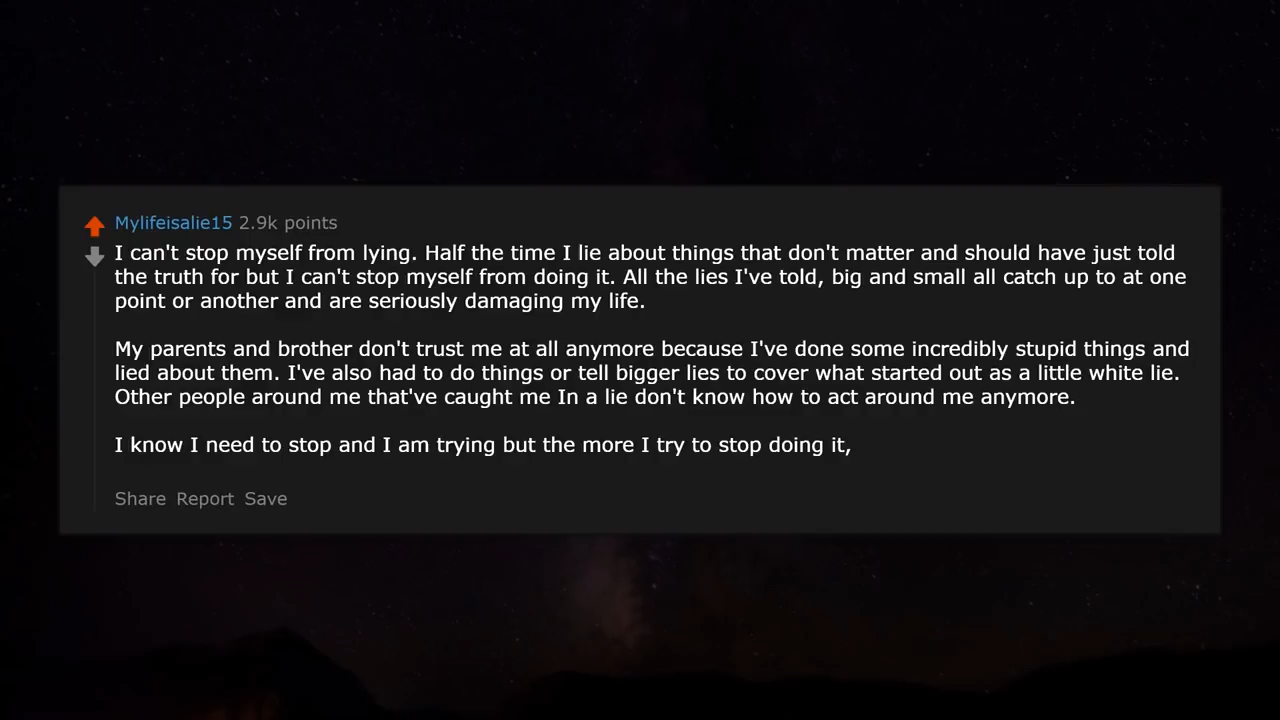 Mylifeisalie15 2.9k points
I can't stop myself from lying. Half the time I lie about things that don't matter and should have just told
the truth for but I can't stop myself from doing it. All the lies I've told, big and small all catch up to at one
point or another and are seriously damaging my life.
My parents and brother don't trust me at all anymore because I've done some incredibly stupid things and
lied about them. I've also had to do things or tell bigger lies to cover what started out as a little white lie.
Other people around me that've caught me In a lie don't know how to act around me anymore.
I know I need to stop and I am trying but the more I try to stop doing it,
Share Report Save